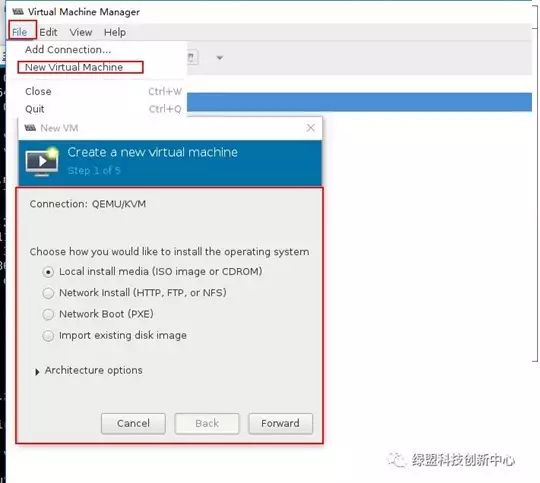 Virtual Machine Manager
File Edit View Help
Add Connection...
New Virtual Machine
Close Ctrl+W
Quit Ctrl+Q
New VM
Create a new virtual machine
Step 1 of 5
Connection: QEMU/KVM
Choose how you would like to install the operating system
Local install media (ISO image or CDROM)
Network Install (HTTP, FTP, or NFS)
Network Boot (PXE)
Import existing disk image
Architecture options
Cancel Back Forward
绿盟科技创新中心